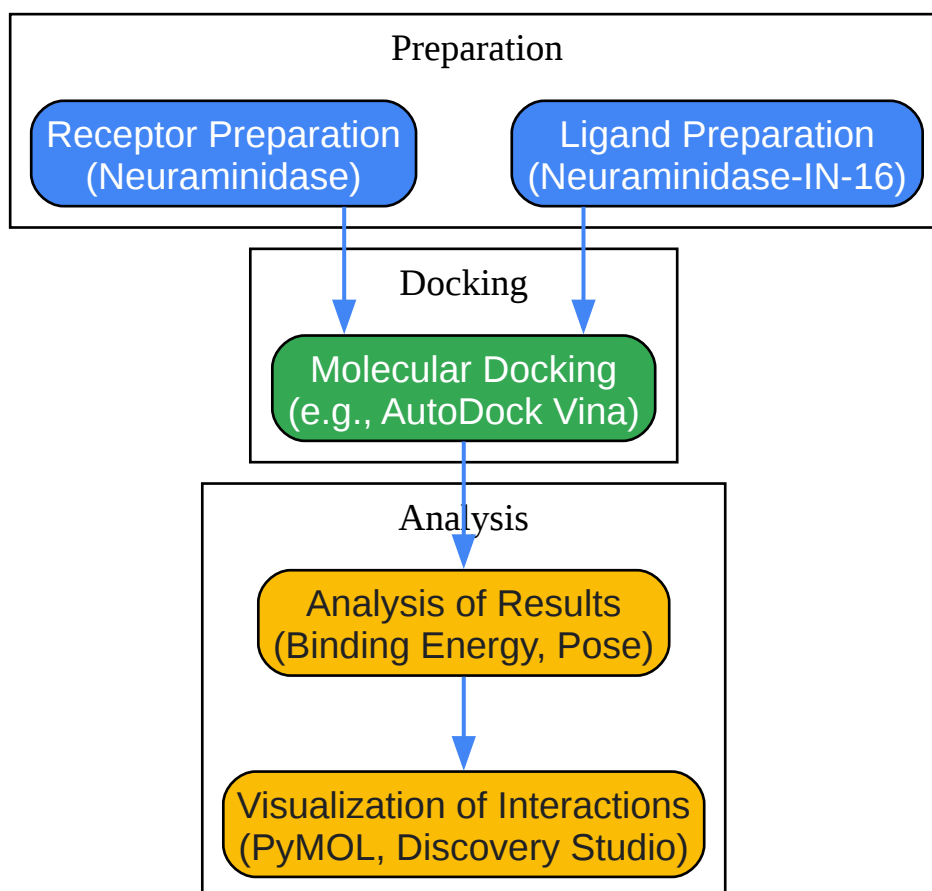 Preparation
Receptor Preparation
(Neuraminidase)
Ligand Preparation
(Neuraminidase-IN-16)
Docking
Molecular Docking
(e.g., AutoDock Vina)
Analysis
Analysis of Results
(Binding Energy, Pose)
Visualization of Interactions
(PyMOL, Discovery Studio)